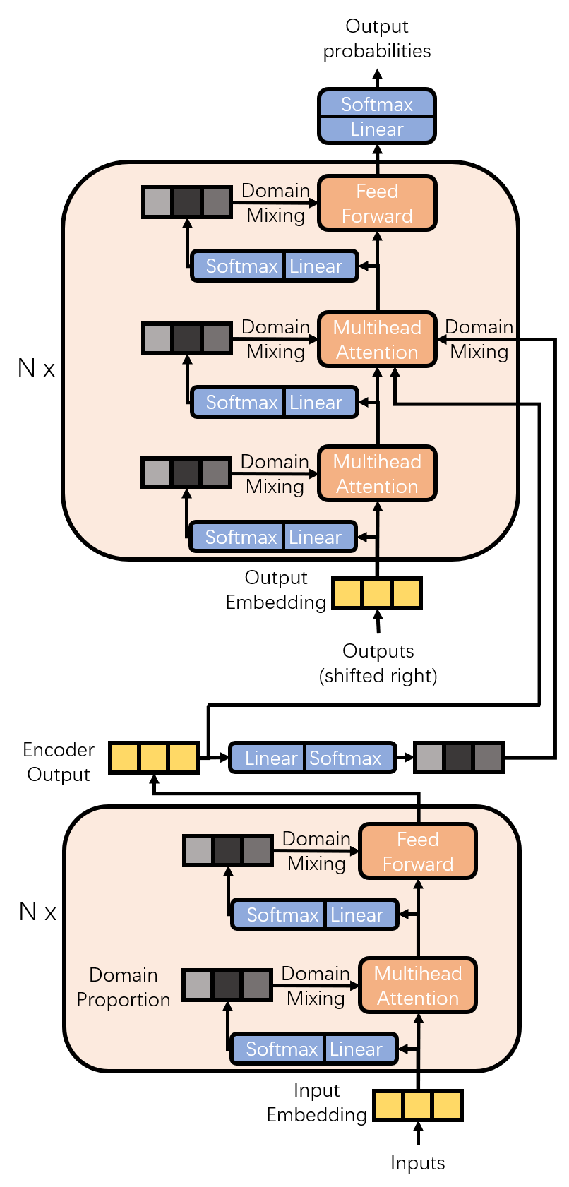 Output
probabilities
Softmax
Linear
Domain
Mixing
Feed
Forward
Softmax Linear
Domain
Mixing
Multihead
Attention
Domain
Mixing
N x
Softmax Linear
Domain
Mixing
Multihead
Attention
Softmax Linear
Output
Embedding
Outputs
(shifted right)
Encoder
Output
Linear Softmax
Domain
Mixing
Feed
Forward
N x
Softmax Linear
Domain
Proportion
Domain
Mixing
Multihead
Attention
Softmax Linear
Input
Embedding
Inputs